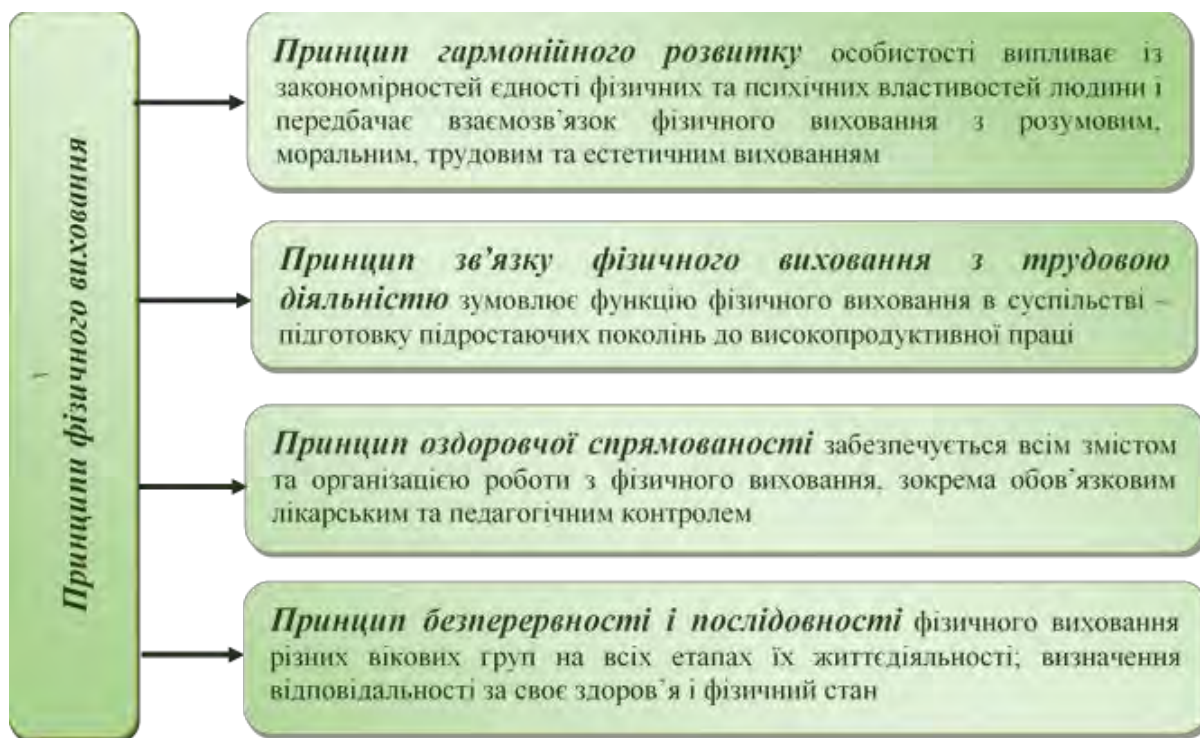 Принципи фізичного виховання
Принцип гармонійного розвитку особистості випливає із
закономірностей єдності фізичних та психічних властивостей людини і
передбачає взаємозв'язок фізичного виховання з розумовим,
моральним, трудовим та естетичним вихованням
Принцип зв'язку фізичного виховання з трудовою
діяльністю зумовлює функцію фізичного виховання в суспільстві –
підготовку підростаючих поколінь до високопродуктивної праці
Принцип оздоровчої спрямованості забезпечується всім змістом
та організацією роботи з фізичного виховання, зокрема обов'язковим
лікарським та педагогічним контролем
Принцип безперервності і послідовності фізичного виховання
різних вікових груп на всіх етапах їх життєдіяльності; визначення
відповідальності за своє здоров'я і фізичний стан